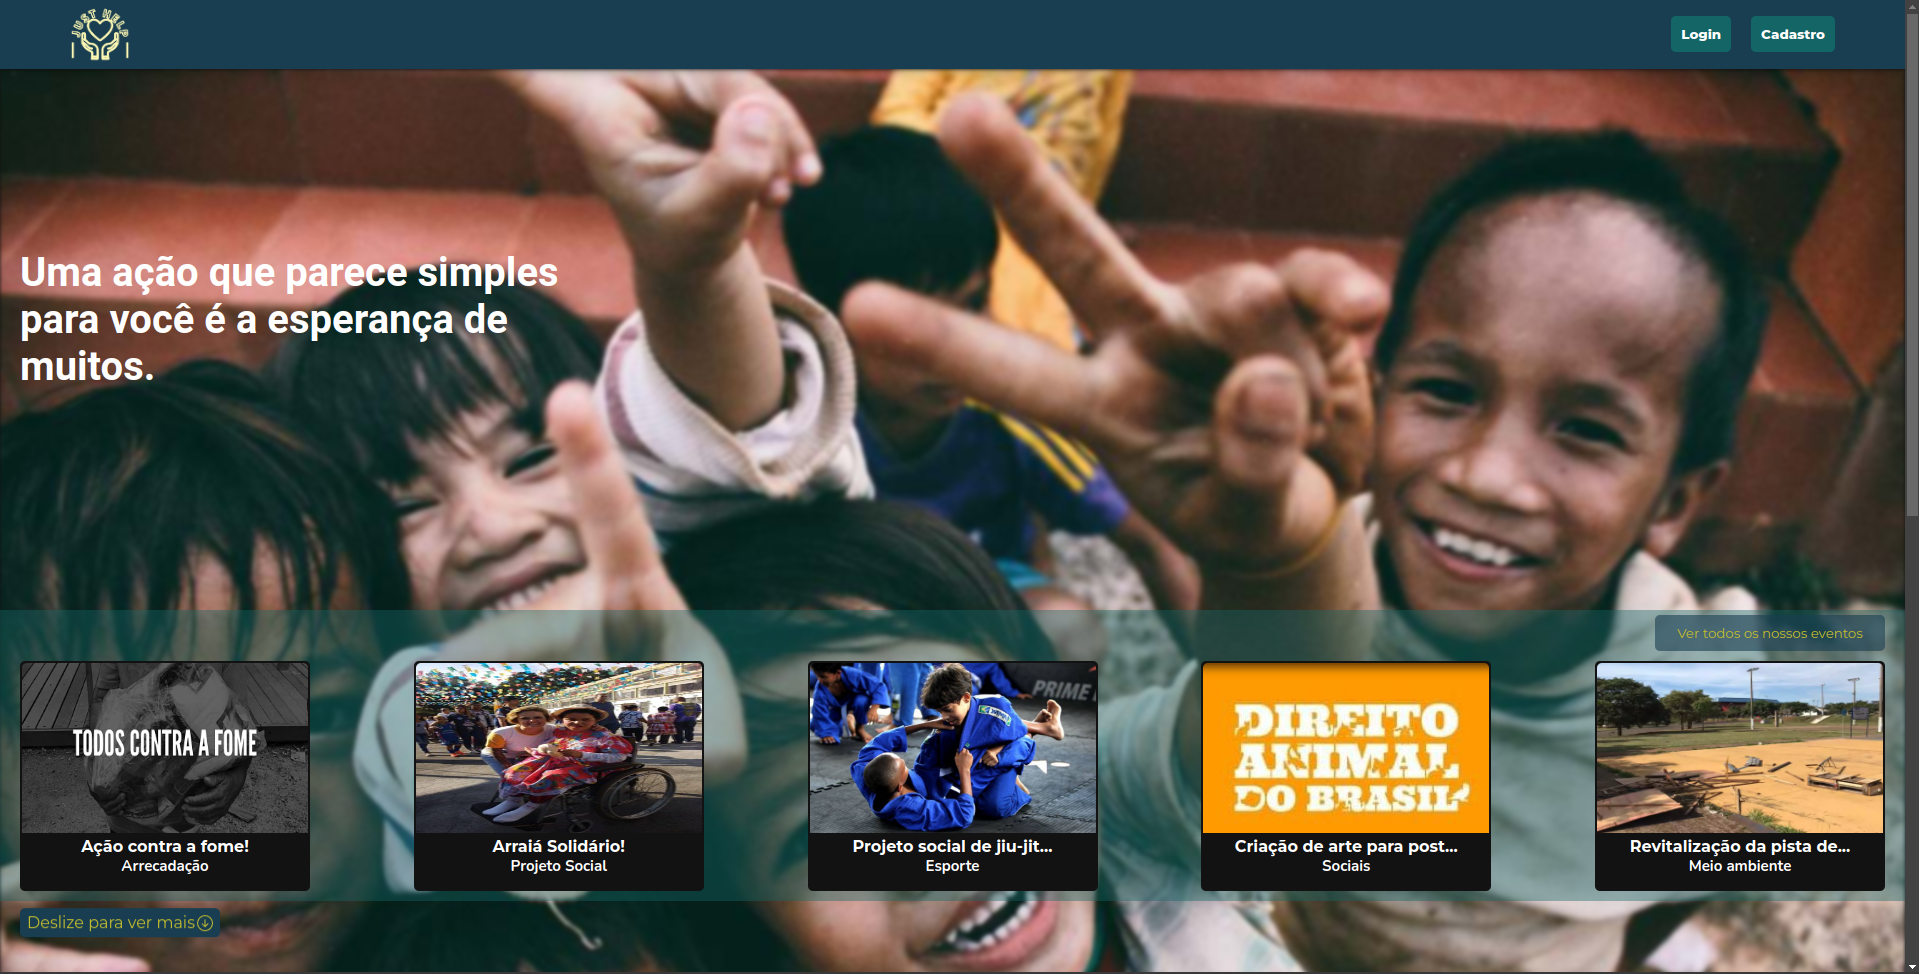 JUST HELP
Login
Cadastro
Uma ação que parece simples
para você é a esperança de
muitos.
Ver todos os nossos eventos
TODOS CONTRA A FOME
PRIME
DIREITO
ANIMAL
DO BRASIL
Ação contra a fome!
Arrecadação
Arraiá Solidário!
Projeto Social
Projeto social de jiu-jit...
Esporte
Criação de arte para post...
Sociais
Revitalização da pista de...
Meio ambiente
Deslize para ver mais